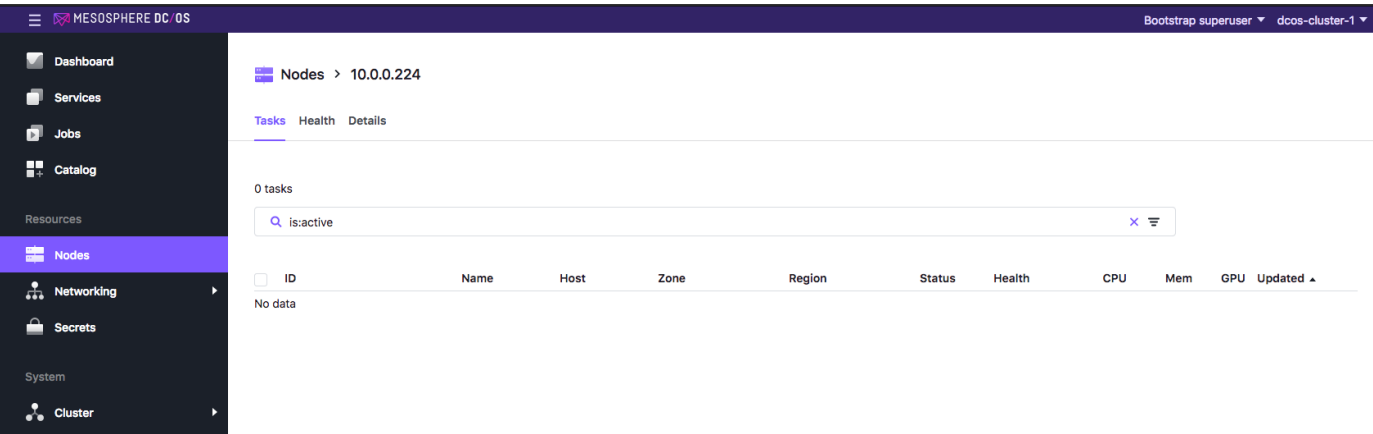 MESOSPHERE DC/OS
Bootstrap superuser dcos-cluster-1
Dashboard
Services
Jobs
Catalog
Resources
Nodes
Networking
Secrets
System
Cluster
Nodes > 10.0.0.224
Tasks Health Details
0 tasks
is:active
ID Name Host Zone Region Status Health CPU Mem GPU Updated
No data